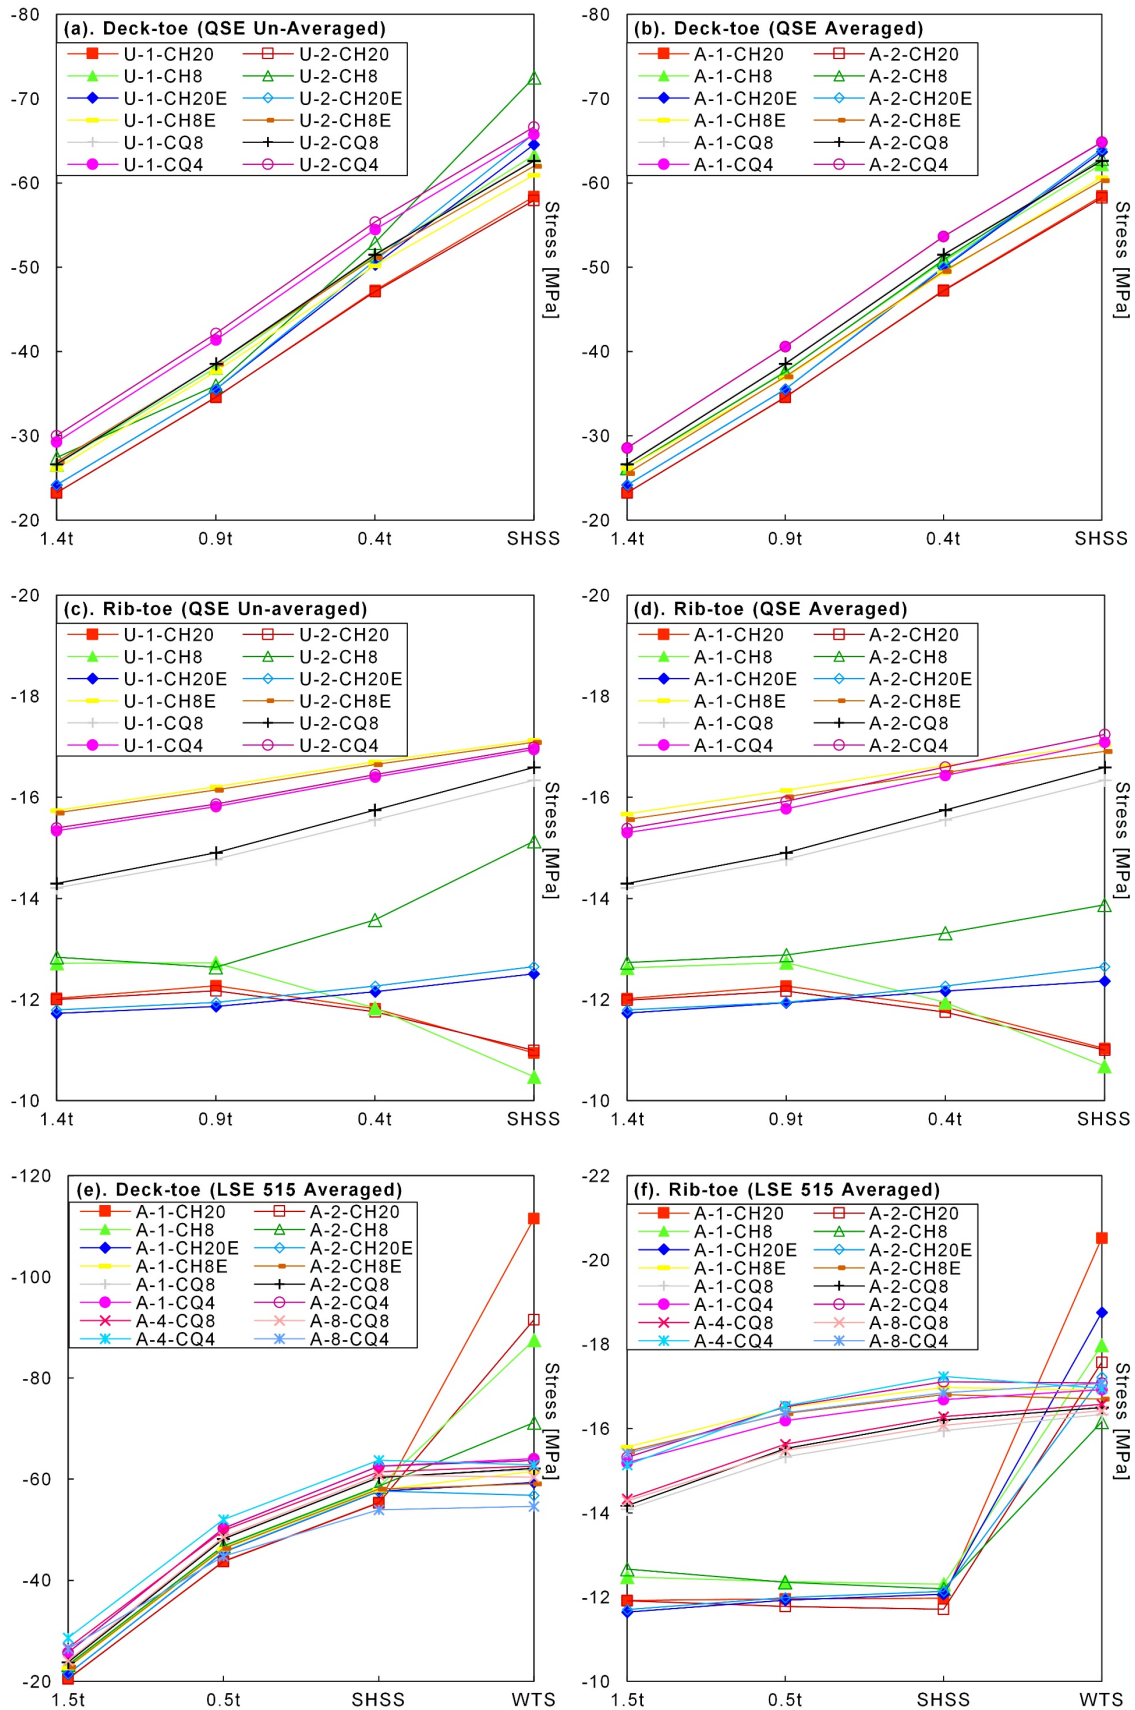 (a). Deck-toe (QSE Un-Averaged)
U-1-CH20 U-2-CH20
U-1-CH8 U-2-CH8
U-1-CH20E U-2-CH20E
U-1-CH8E U-2-CH8E
U-1-CQ8 U-2-CQ8
U-1-CQ4 U-2-CQ4
-80
-70
-60
-50
-40
-30
-20
1.4t 0.9t 0.4t SHSS
Stress [MPa]
(b). Deck-toe (QSE Averaged)
A-1-CH20 A-2-CH20
A-1-CH8 A-2-CH8
A-1-CH20E A-2-CH20E
A-1-CH8E A-2-CH8E
A-1-CQ8 A-2-CQ8
A-1-CQ4 A-2-CQ4
-80
-70
-60
-50
-40
-30
-20
1.4t 0.9t 0.4t SHSS
Stress [MPa]
(c). Rib-toe (QSE Un-averaged)
U-1-CH20 U-2-CH20
U-1-CH8 U-2-CH8
U-1-CH20E U-2-CH20E
U-1-CH8E U-2-CH8E
U-1-CQ8 U-2-CQ8
U-1-CQ4 U-2-CQ4
-20
-18
-16
-14
-12
-10
1.4t 0.9t 0.4t SHSS
Stress [MPa]
(d). Rib-toe (QSE Averaged)
A-1-CH20 A-2-CH20
A-1-CH8 A-2-CH8
A-1-CH20E A-2-CH20E
A-1-CH8E A-2-CH8E
A-1-CQ8 A-2-CQ8
A-1-CQ4 A-2-CQ4
-20
-18
-16
-14
-12
-10
1.4t 0.9t 0.4t SHSS
Stress [MPa]
(e). Deck-toe (LSE 515 Averaged)
A-1-CH20 A-2-CH20
A-1-CH8 A-2-CH8
A-1-CH20E A-2-CH20E
A-1-CH8E A-2-CH8E
A-1-CQ8 A-2-CQ8
A-1-CQ4 A-2-CQ4
A-4-CQ8 A-8-CQ8
A-4-CQ4 A-8-CQ4
-120
-100
-80
-60
-40
-20
1.5t 0.5t SHSS WTS
Stress [MPa]
(f). Rib-toe (LSE 515 Averaged)
A-1-CH20 A-2-CH20
A-1-CH8 A-2-CH8
A-1-CH20E A-2-CH20E
A-1-CH8E A-2-CH8E
A-1-CQ8 A-2-CQ8
A-1-CQ4 A-2-CQ4
A-4-CQ8 A-8-CQ8
A-4-CQ4 A-8-CQ4
-22
-20
-18
-16
-14
-12
-10
1.5t 0.5t SHSS WTS
Stress [MPa]